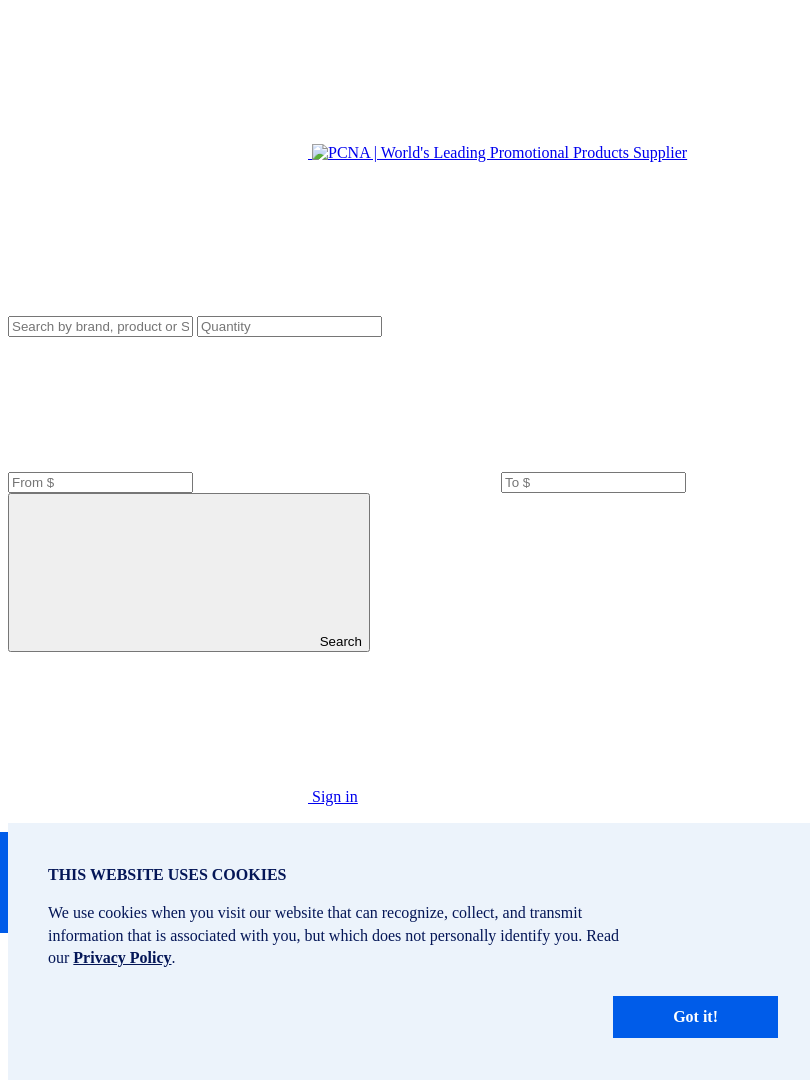 PCNA | World's Leading Promotional Products Supplier
Search by brand, product or S
Quantity
From $
To $
Search
Sign in
THIS WEBSITE USES COOKIES
We use cookies when you visit our website that can recognize, collect, and transmit
information that is associated with you, but which does not personally identify you. Read
our Privacy Policy.
Got it!